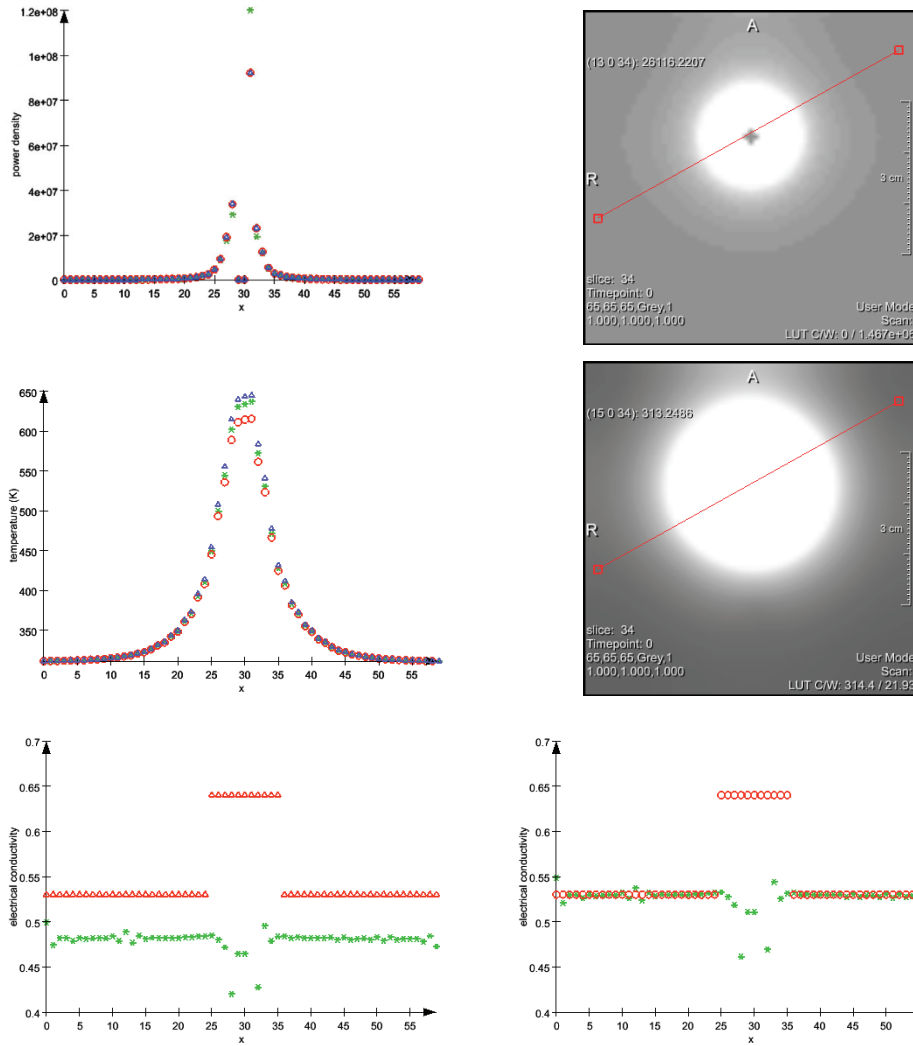 1.2e+08
1e+08
8e+07
6e+07
4e+07
2e+07
0
power density
0 5 10 15 20 25 30 35 40 45 50 55
x
A
(13 0 34): 26116.2207
R
3 cm
slice: 34
Timepoint: 0
65,65,65,Grey,1
1.000,1.000,1.000
User Mode
Scan:
LUT C/W: 0 / 1.467e+06
650
600
550
500
450
400
350
temperature (K)
0 5 10 15 20 25 30 35 40 45 50 55
x
A
(15 0 34): 313.2486
R
3 cm
slice: 34
Timepoint: 0
65,65,65,Grey,1
1.000,1.000,1.000
User Mode
Scan:
LUT C/W: 314.4 / 21.93
0.7
0.65
0.6
0.55
0.5
0.45
0.4
electrical conductivity
0 5 10 15 20 25 30 35 40 45 50 55
x
0.7
0.65
0.6
0.55
0.5
0.45
0.4
electrical conductivity
0 5 10 15 20 25 30 35 40 45 50 55
x